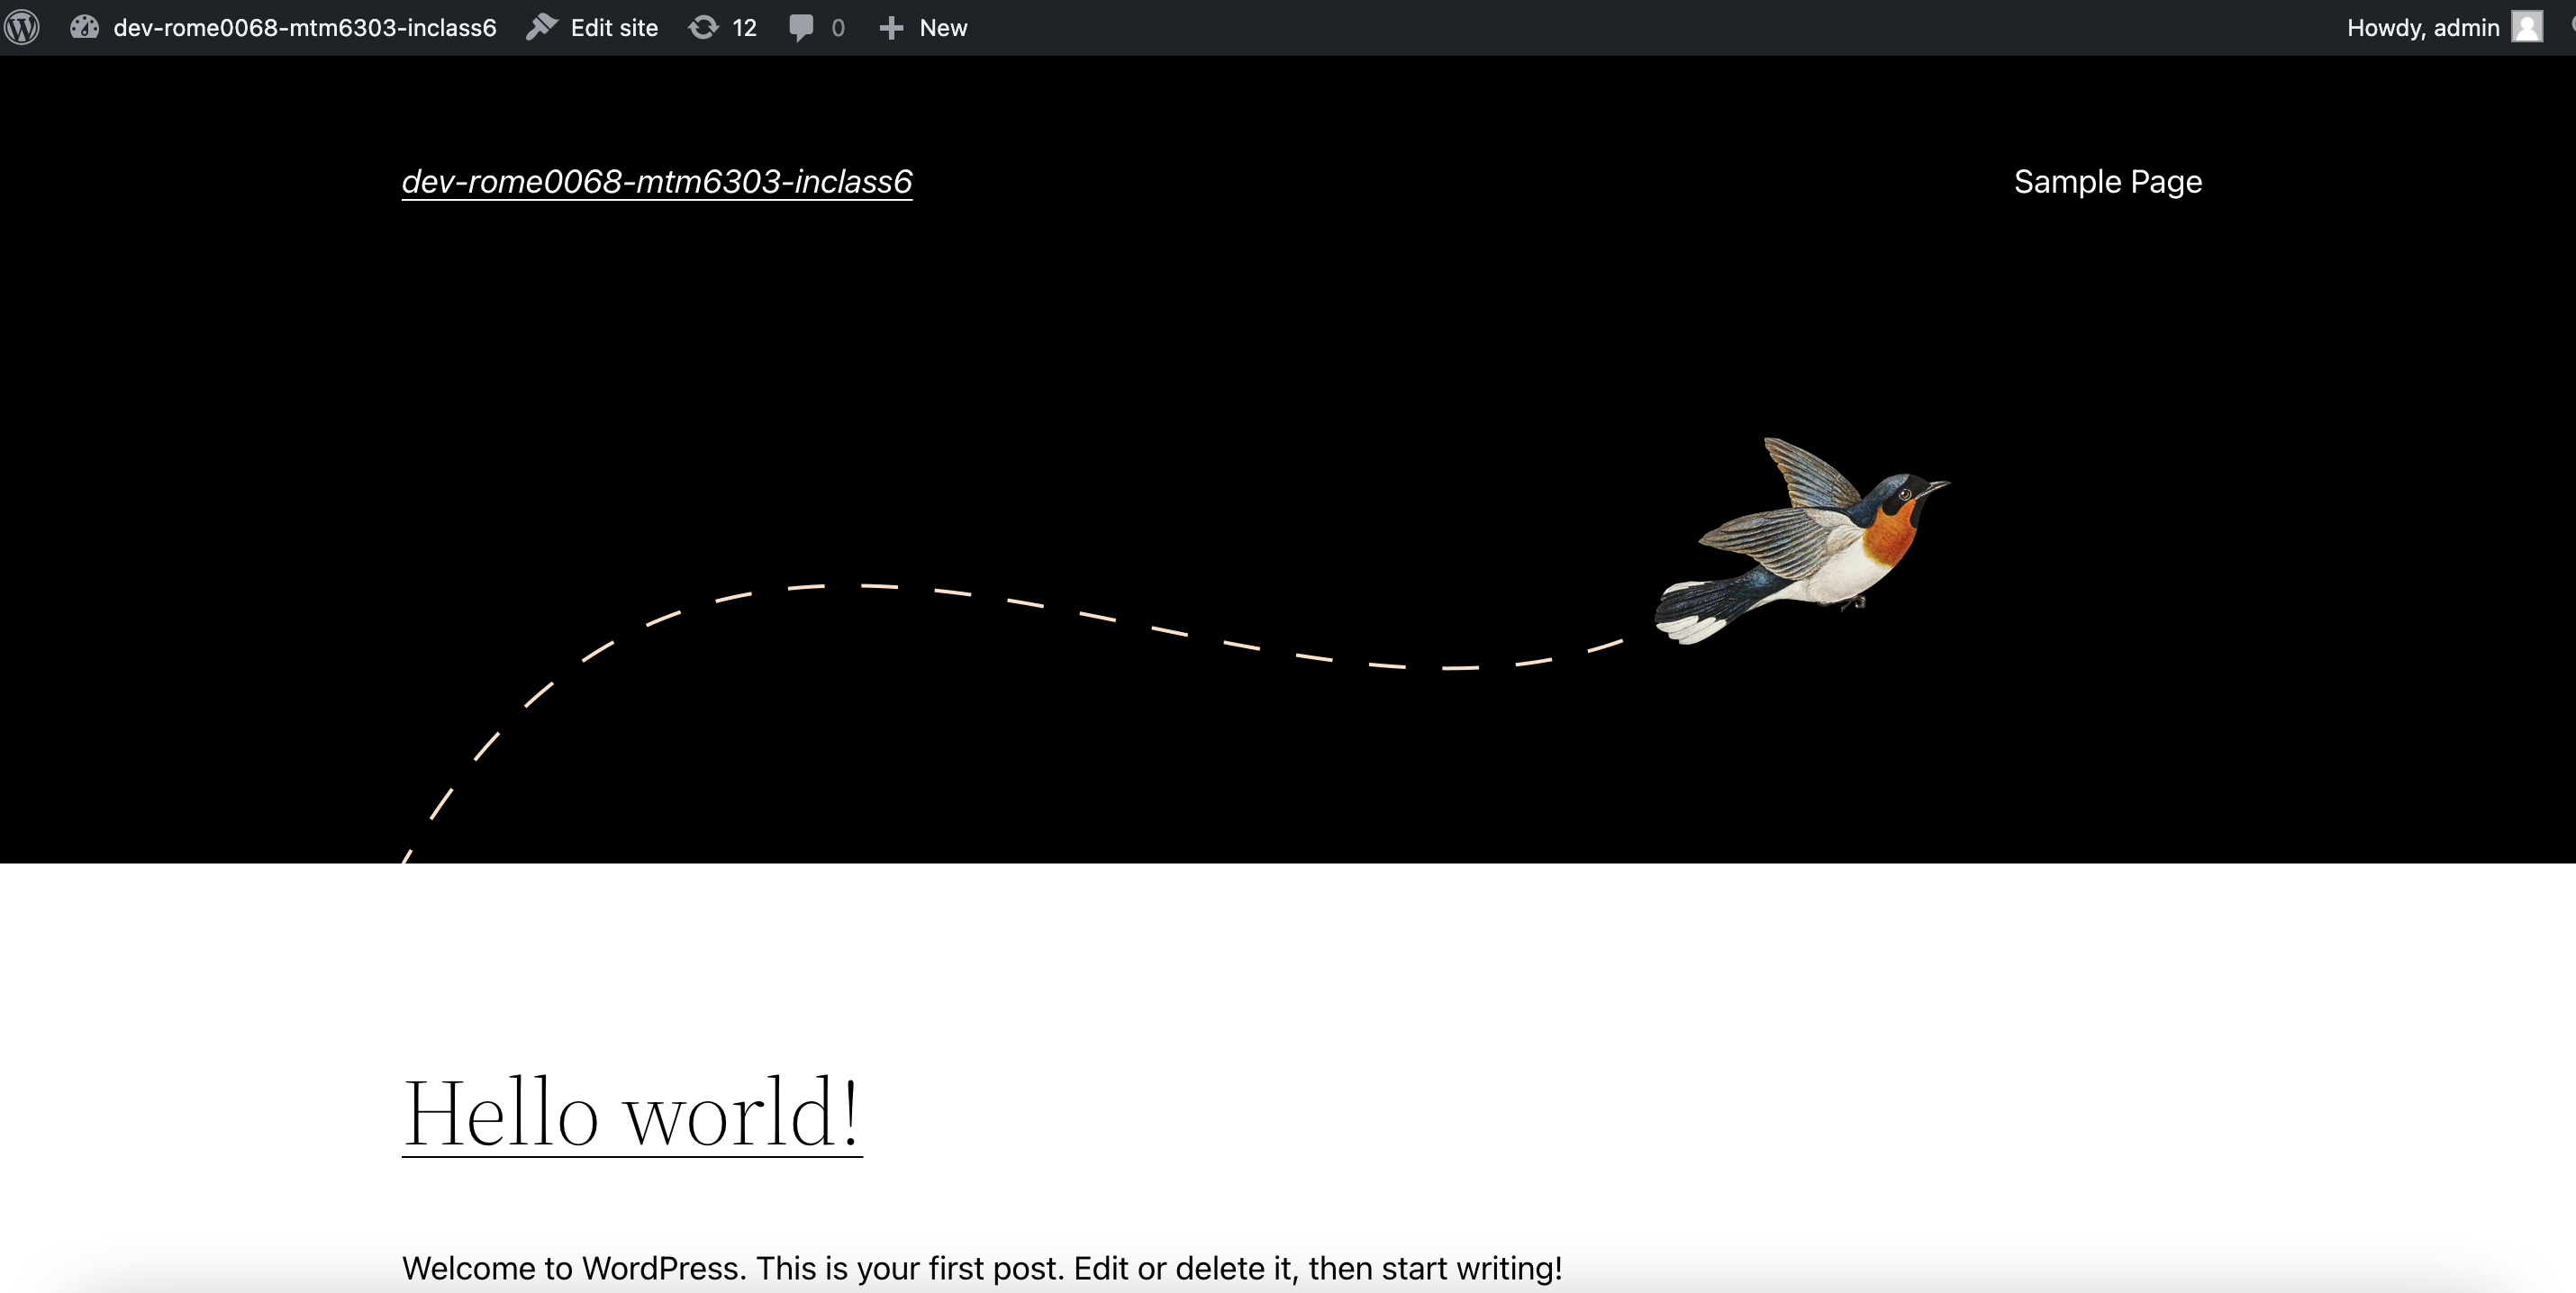 dev-rome0068-mtm6303-inclass6 Edit site 12 0 New Howdy, admin
dev-rome0068-mtm6303-inclass6 Sample Page
Hello world!
Welcome to WordPress. This is your first post. Edit or delete it, then start writing!